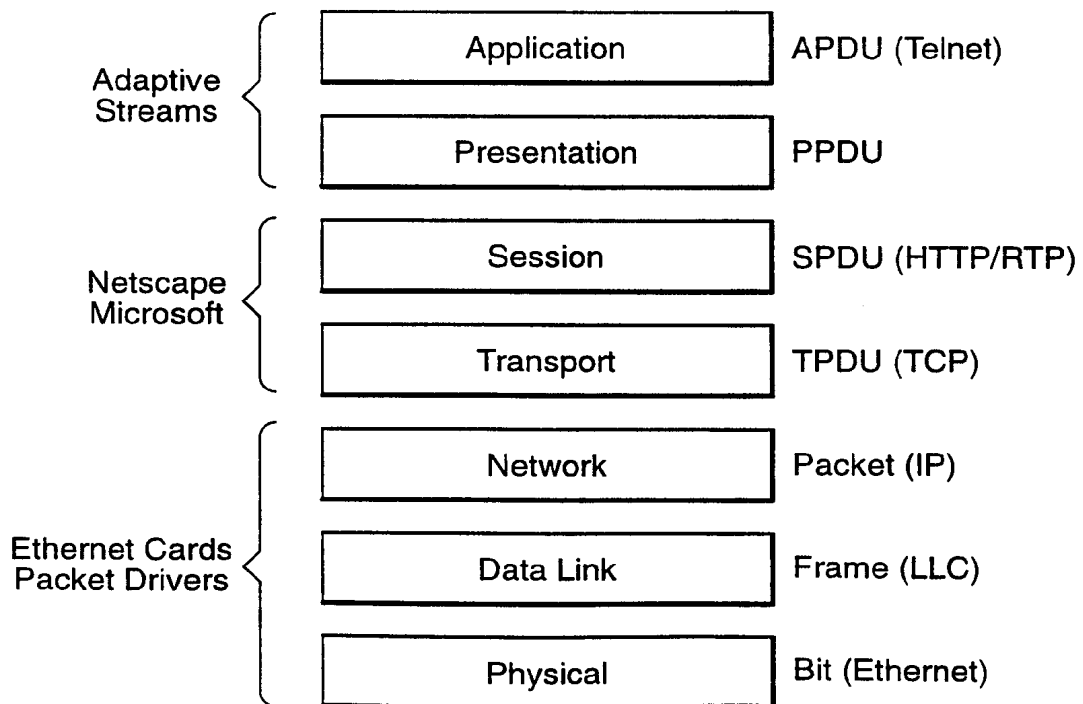 Application
APDU (Telnet)
Adaptive
Streams
Presentation
PPDU
Session
SPDU (HTTP/RTP)
Netscape
Microsoft
Transport
TPDU (TCP)
Network
Packet (IP)
Ethernet Cards
Packet Drivers
Data Link
Frame (LLC)
Physical
Bit (Ethernet)